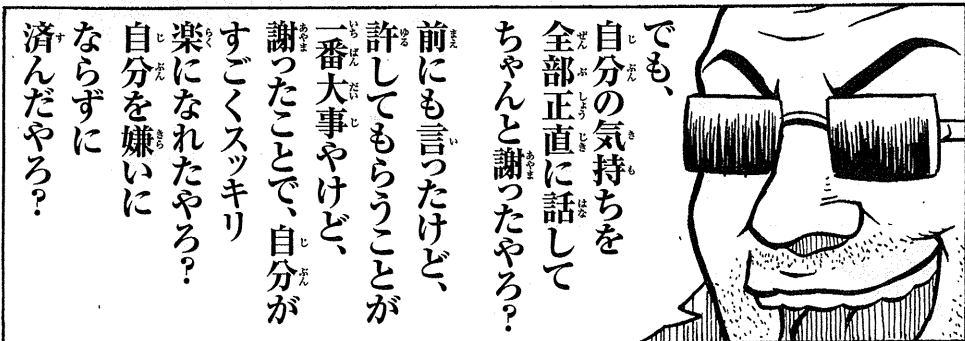 でも、
自分の気持ちを
全部正直に話して
ちゃんと謝ったやろ？
前にも言ったけど、
許してもらうことが
一番大事やけど、
謝ったことで、自分が
すごくスッキリ
楽になれたやろ？
自分を嫌いに
ならずに
済んだやろ？